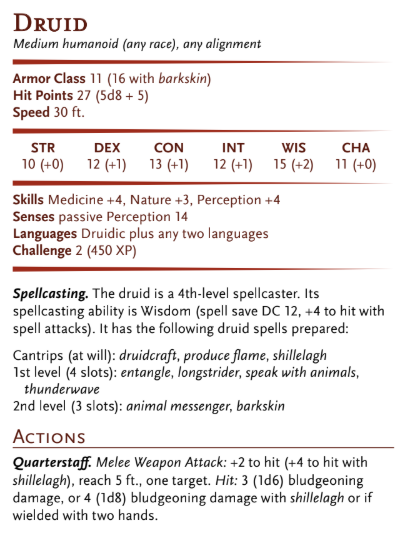 DRUID
Medium humanoid (any race), any alignment
Armor Class 11 (16 with barkskin)
Hit Points 27 (5d8 + 5)
Speed 30 ft.
STR DEX CON INT WIS CHA
10 (+0) 12 (+1) 13 (+1) 12 (+1) 15 (+2) 11 (+0)
Skills Medicine +4, Nature +3, Perception +4
Senses passive Perception 14
Languages Druidic plus any two languages
Challenge 2 (450 XP)
Spellcasting. The druid is a 4th-level spellcaster. Its
spellcasting ability is Wisdom (spell save DC 12, +4 to hit with
spell attacks). It has the following druid spells prepared:
Cantrips (at will): druidcraft, produce flame, shillelagh
1st level (4 slots): entangle, longstrider, speak with animals,
thunderwave
2nd level (3 slots): animal messenger, barkskin
ACTIONS
Quarterstaff. Melee Weapon Attack: +2 to hit (+4 to hit with
shillelagh), reach 5 ft., one target. Hit: 3 (1d6) bludgeoning
damage, or 4 (1d8) bludgeoning damage with shillelagh or if
wielded with two hands.